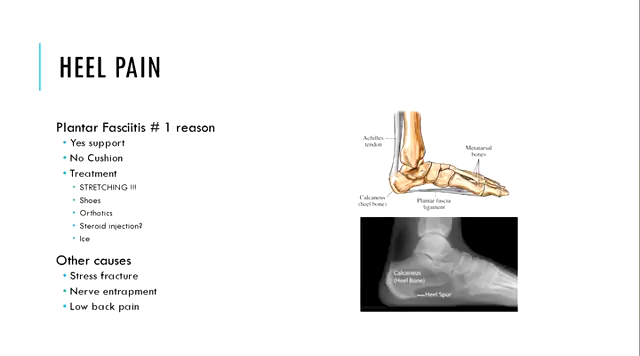 HEEL PAIN
Plantar Fasciitis # 1 reason
Yes support
No Cushion
Treatment
STRETCHING !!!
Shoes
Orthotics
Steroid injection?
Ice
Other causes
Stress fracture
Nerve entrapment
Low back pain
Achilles
tendon
Metatarsal
bones
Calcaneus
(heel bone)
Plantar fascia
ligament
Calcaneus
(Heel Bone)
Heel Spur